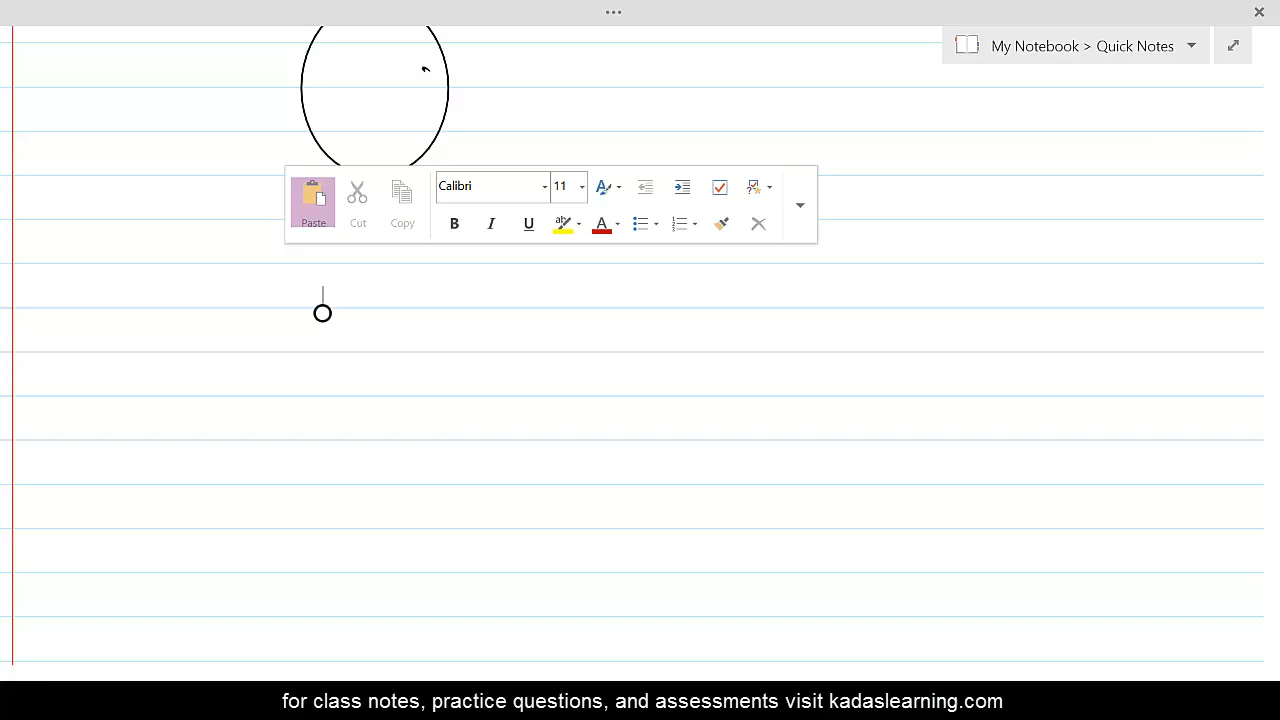 My Notebook > Quick Notes
Calibri 11
Paste Cut Copy
B I U ab A
for class notes, practice questions, and assessments visit kadaslearning.com